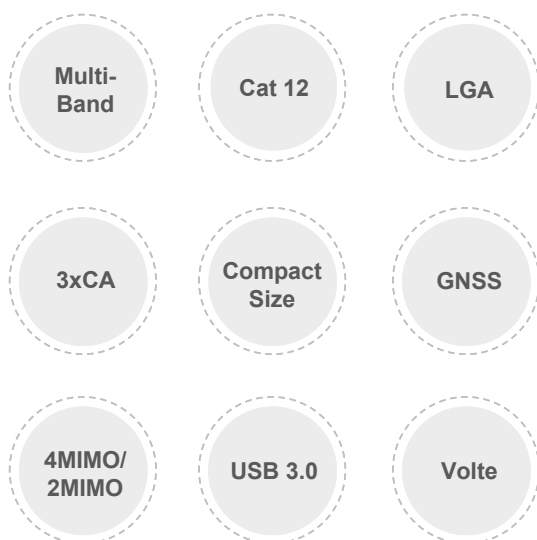 Multi-
Band
Cat 12
LGA
3xCA
Compact
Size
GNSS
4MIMO/
2MIMO
USB 3.0
Volte